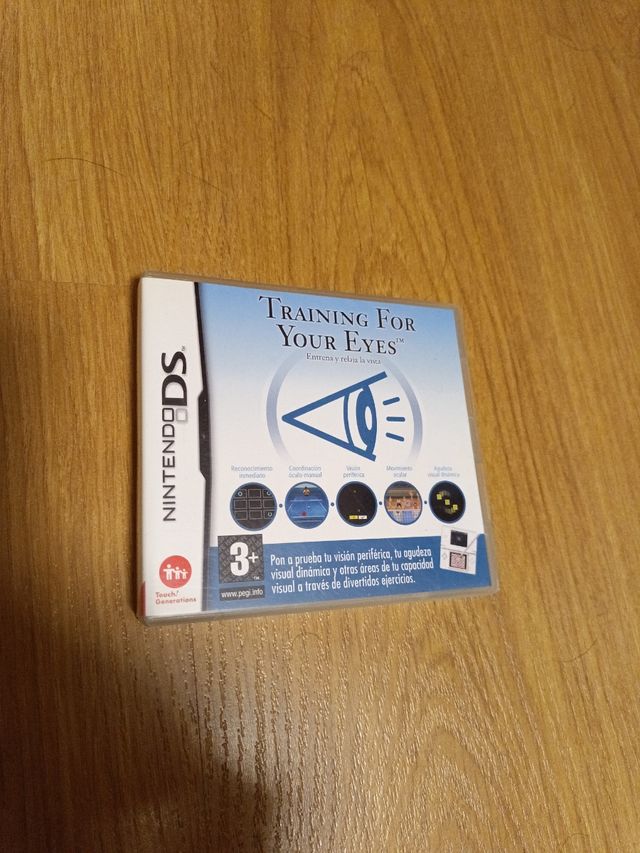 NINTENDO DS™
TRAINING FOR
YOUR EYES™
Entrena y relaja la vista
Reconocimiento
inmediato
Coordinación
óculo-manual
Visión
periférica
Movimiento
ocular
Agudeza
visual dinámica
3+
™
www.pegi.info
Pon a prueba tu visión periférica, tu agudeza
visual dinámica y otras áreas de tu capacidad
visual a través de divertidos ejercicios.
Touch!
Generations